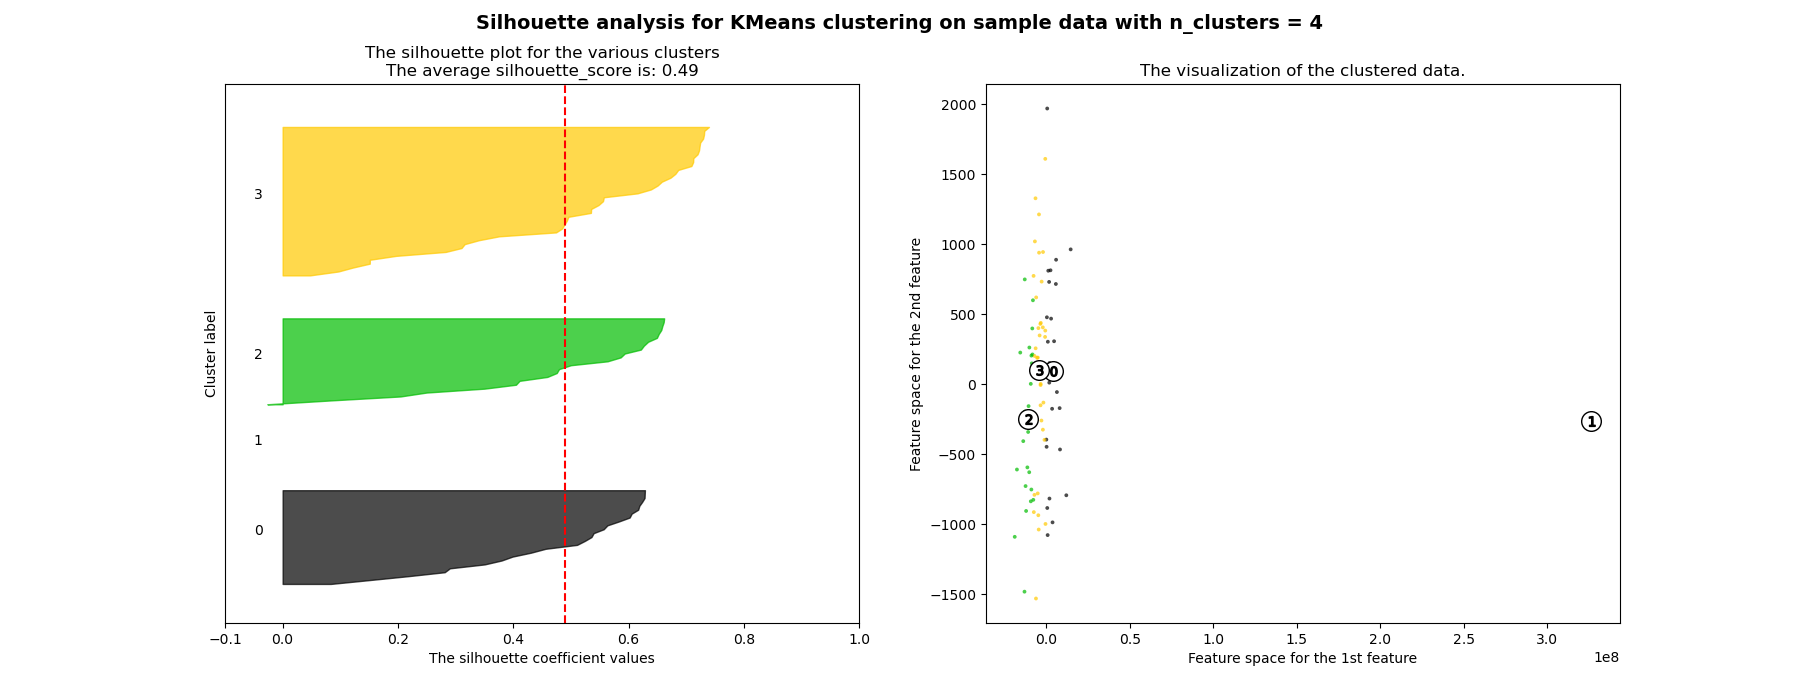 Silhouette analysis for KMeans clustering on sample data with n_clusters = 4
The silhouette plot for the various clusters
The average silhouette_score is: 0.49
3
2
1
0
Cluster label
−0.1 0.0 0.2 0.4 0.6 0.8 1.0
The silhouette coefficient values
The visualization of the clustered data.
2000
1500
1000
500
0
−500
−1000
−1500
Feature space for the 2nd feature
3 0
2
1
0.0 0.5 1.0 1.5 2.0 2.5 3.0
1e8
Feature space for the 1st feature